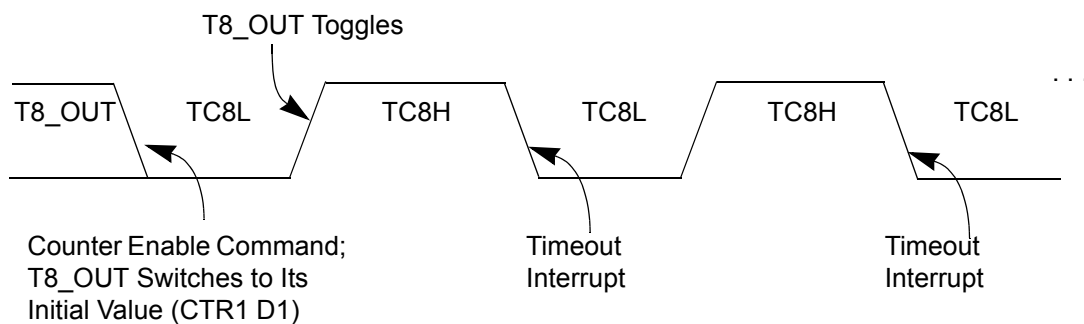 T8_OUT Toggles
. . .
T8_OUT
TC8L
TC8H
TC8L
TC8H
TC8L
Counter Enable Command;
T8_OUT Switches to Its
Initial Value (CTR1 D1)
Timeout
Interrupt
Timeout
Interrupt